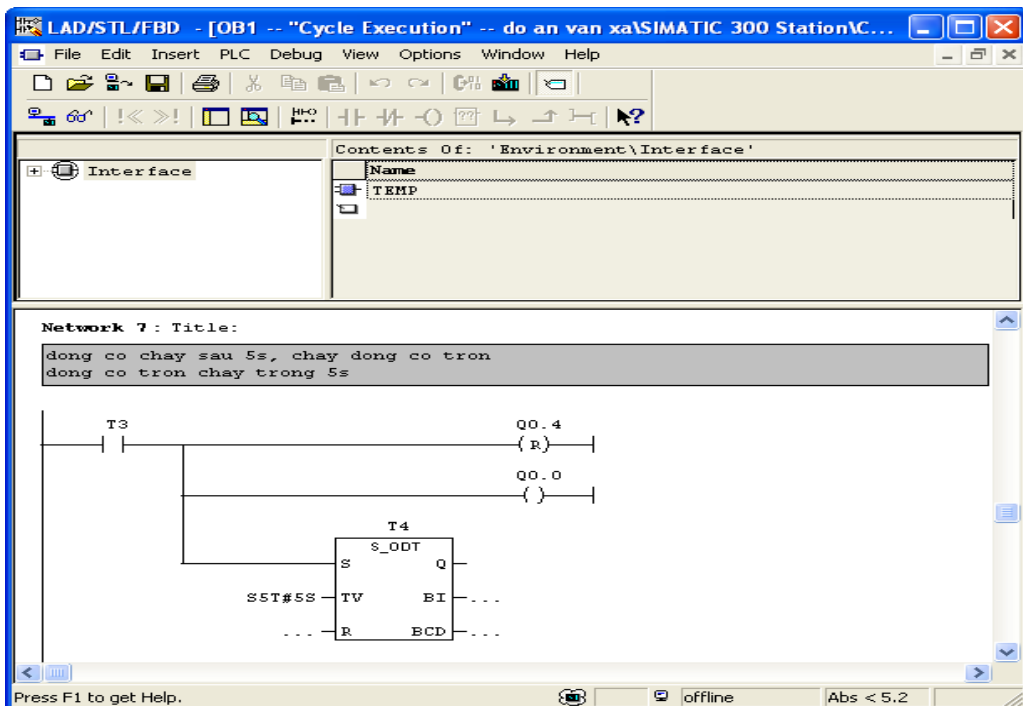 LAD/STL/FBD - [OB1 -- "Cycle Execution" -- do an van xa\SIMATIC 300 Station\C...
File Edit Insert PLC Debug View Options Window Help
!<< >>!
??
Contents Of: 'Environment\Interface'
Interface
Name
TEMP
Network 7: Title:
dong co chay sau 5s, chay dong co tron
dong co tron chay trong 5s
T3
Q0.4
(R)
Q0.0
( )
T4
S_ODT
S Q
S5T#5S TV BI ...
... R BCD ...
Press F1 to get Help.
offline
Abs < 5.2